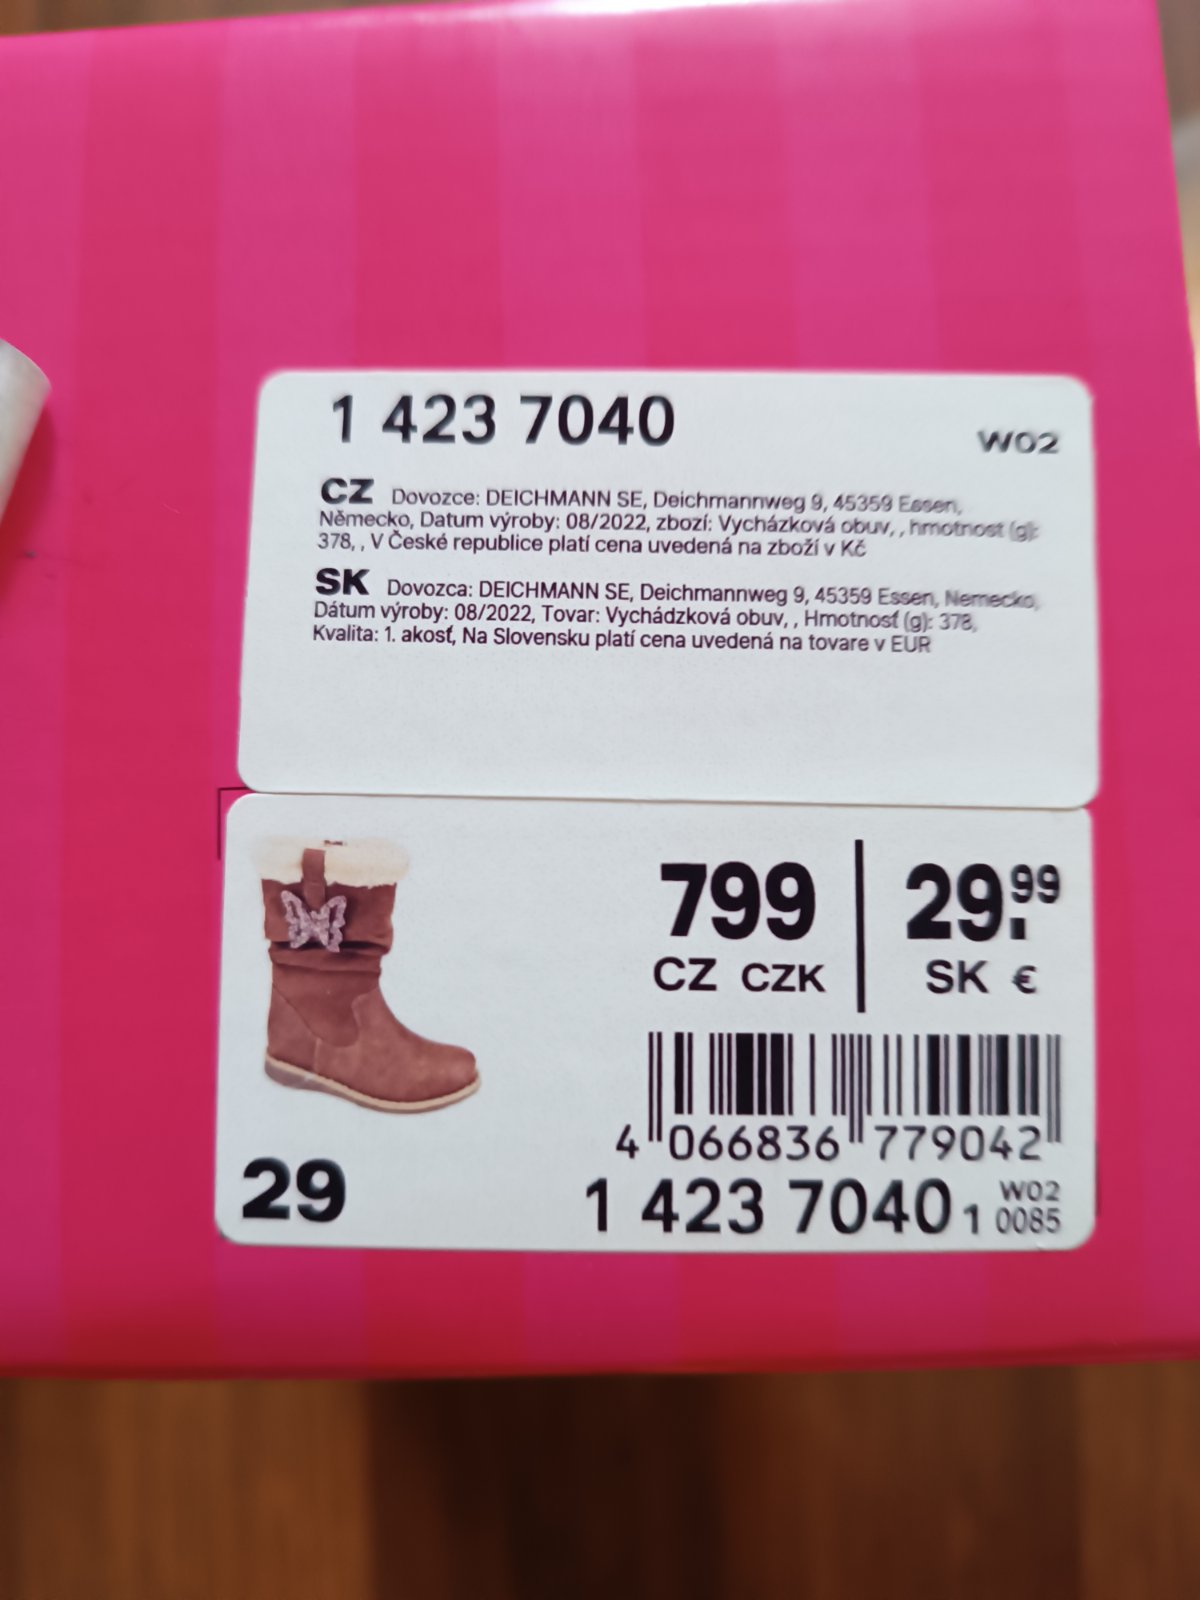 1 423 7040
W02
CZ Dovozce: DEICHMANN SE, Deichmannweg 9, 45359 Essen,
Německo, Datum výroby: 08/2022, zboží: Vycházková obuv, , hmotnost (g):
378, , V České republice platí cena uvedená na zboží v Kč
SK Dovozca: DEICHMANN SE, Deichmannweg 9, 45359 Essen, Nemecko,
Dátum výroby: 08/2022, Tovar: Vychádzková obuv, , Hmotnosť (g): 378,
Kvalita: 1. akosť, Na Slovensku platí cena uvedená na tovare v EUR
799
CZ CZK
29.99
SK €
4 066836 779042
29
1 423 7040 1
W02
0085